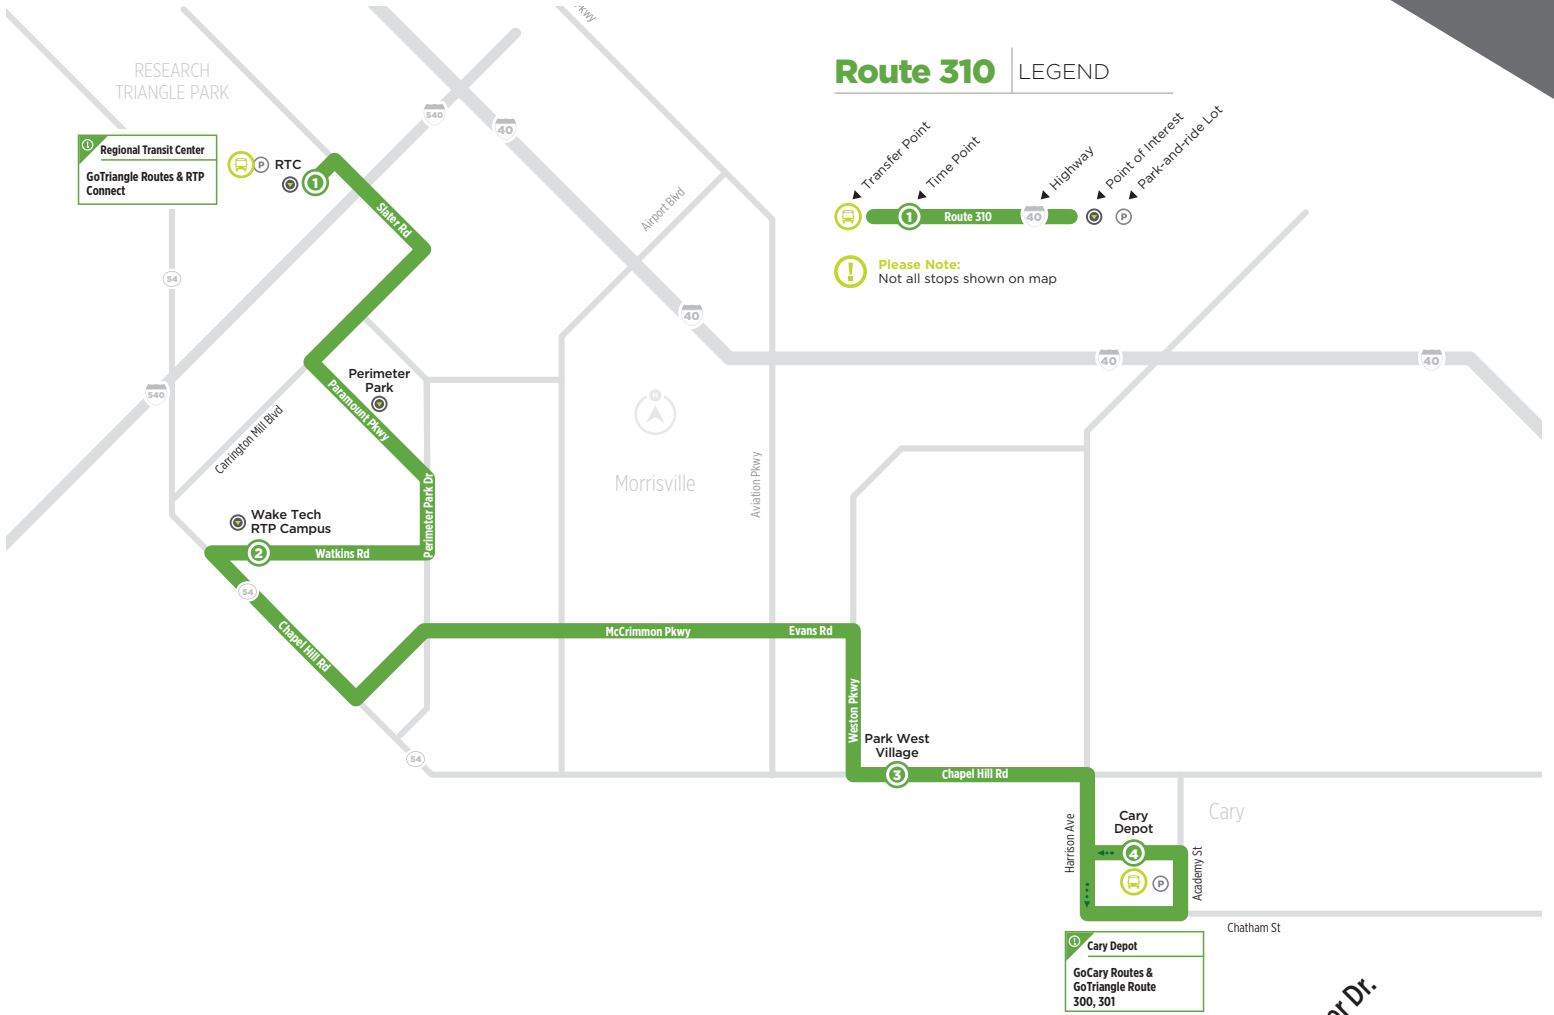 RESEARCH
TRIANGLE PARK
Regional Transit Center
GoTriangle Routes & RTP
Connect
P
RTC
1
Slater Rd
540
40
Pkwy
Airport Blvd
Route 310
LEGEND
Transfer Point
Time Point
Highway
Point of Interest
Park-and-ride Lot
1
Route 310
40
P
Please Note:
Not all stops shown on map
54
540
40
40
40
Perimeter
Park
Paramount Pkwy
Carrington Mill Blvd
N
Morrisville
Aviation Pkwy
Perimeter Park Dr
Wake Tech
RTP Campus
2
Watkins Rd
54
Chapel Hill Rd
McCrimmon Pkwy
Evans Rd
Weston Pkwy
54
Park West
Village
3
Chapel Hill Rd
Harrison Ave
Cary
Depot
4
P
Academy St
Cary
Chatham St
Cary Depot
GoCary Routes &
GoTriangle Route
300, 301
or Dr.